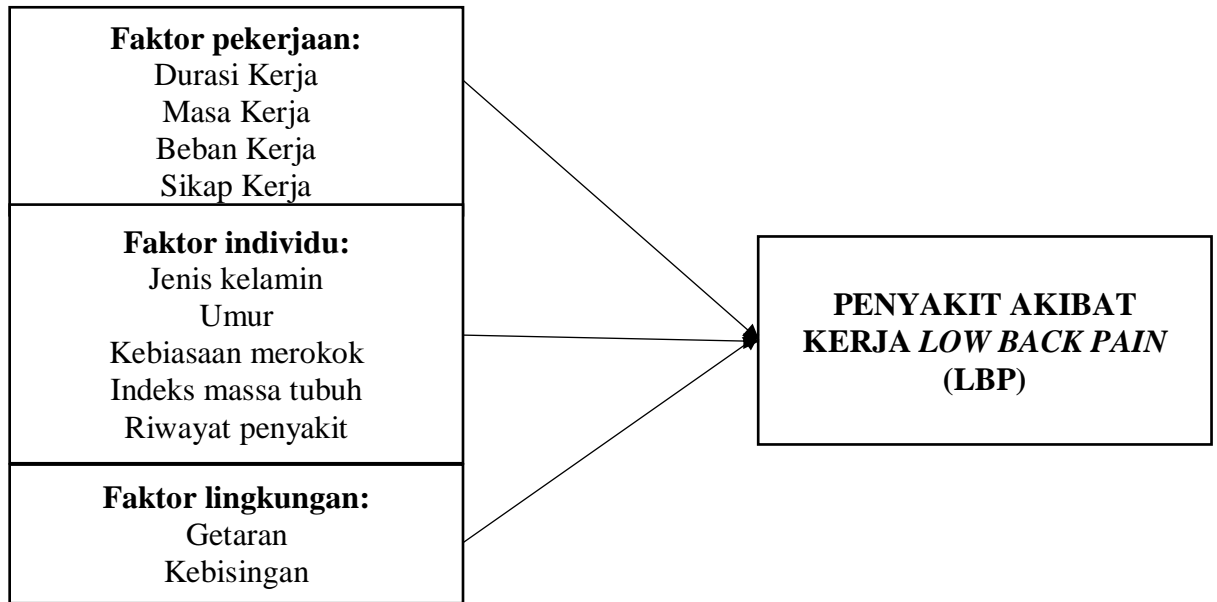 Faktor pekerjaan:
Durasi Kerja
Masa Kerja
Beban Kerja
Sikap Kerja
Faktor individu:
Jenis kelamin
Umur
Kebiasaan merokok
Indeks massa tubuh
Riwayat penyakit
Faktor lingkungan:
Getaran
Kebisingan
PENYAKIT AKIBAT
KERJA LOW BACK PAIN
(LBP)